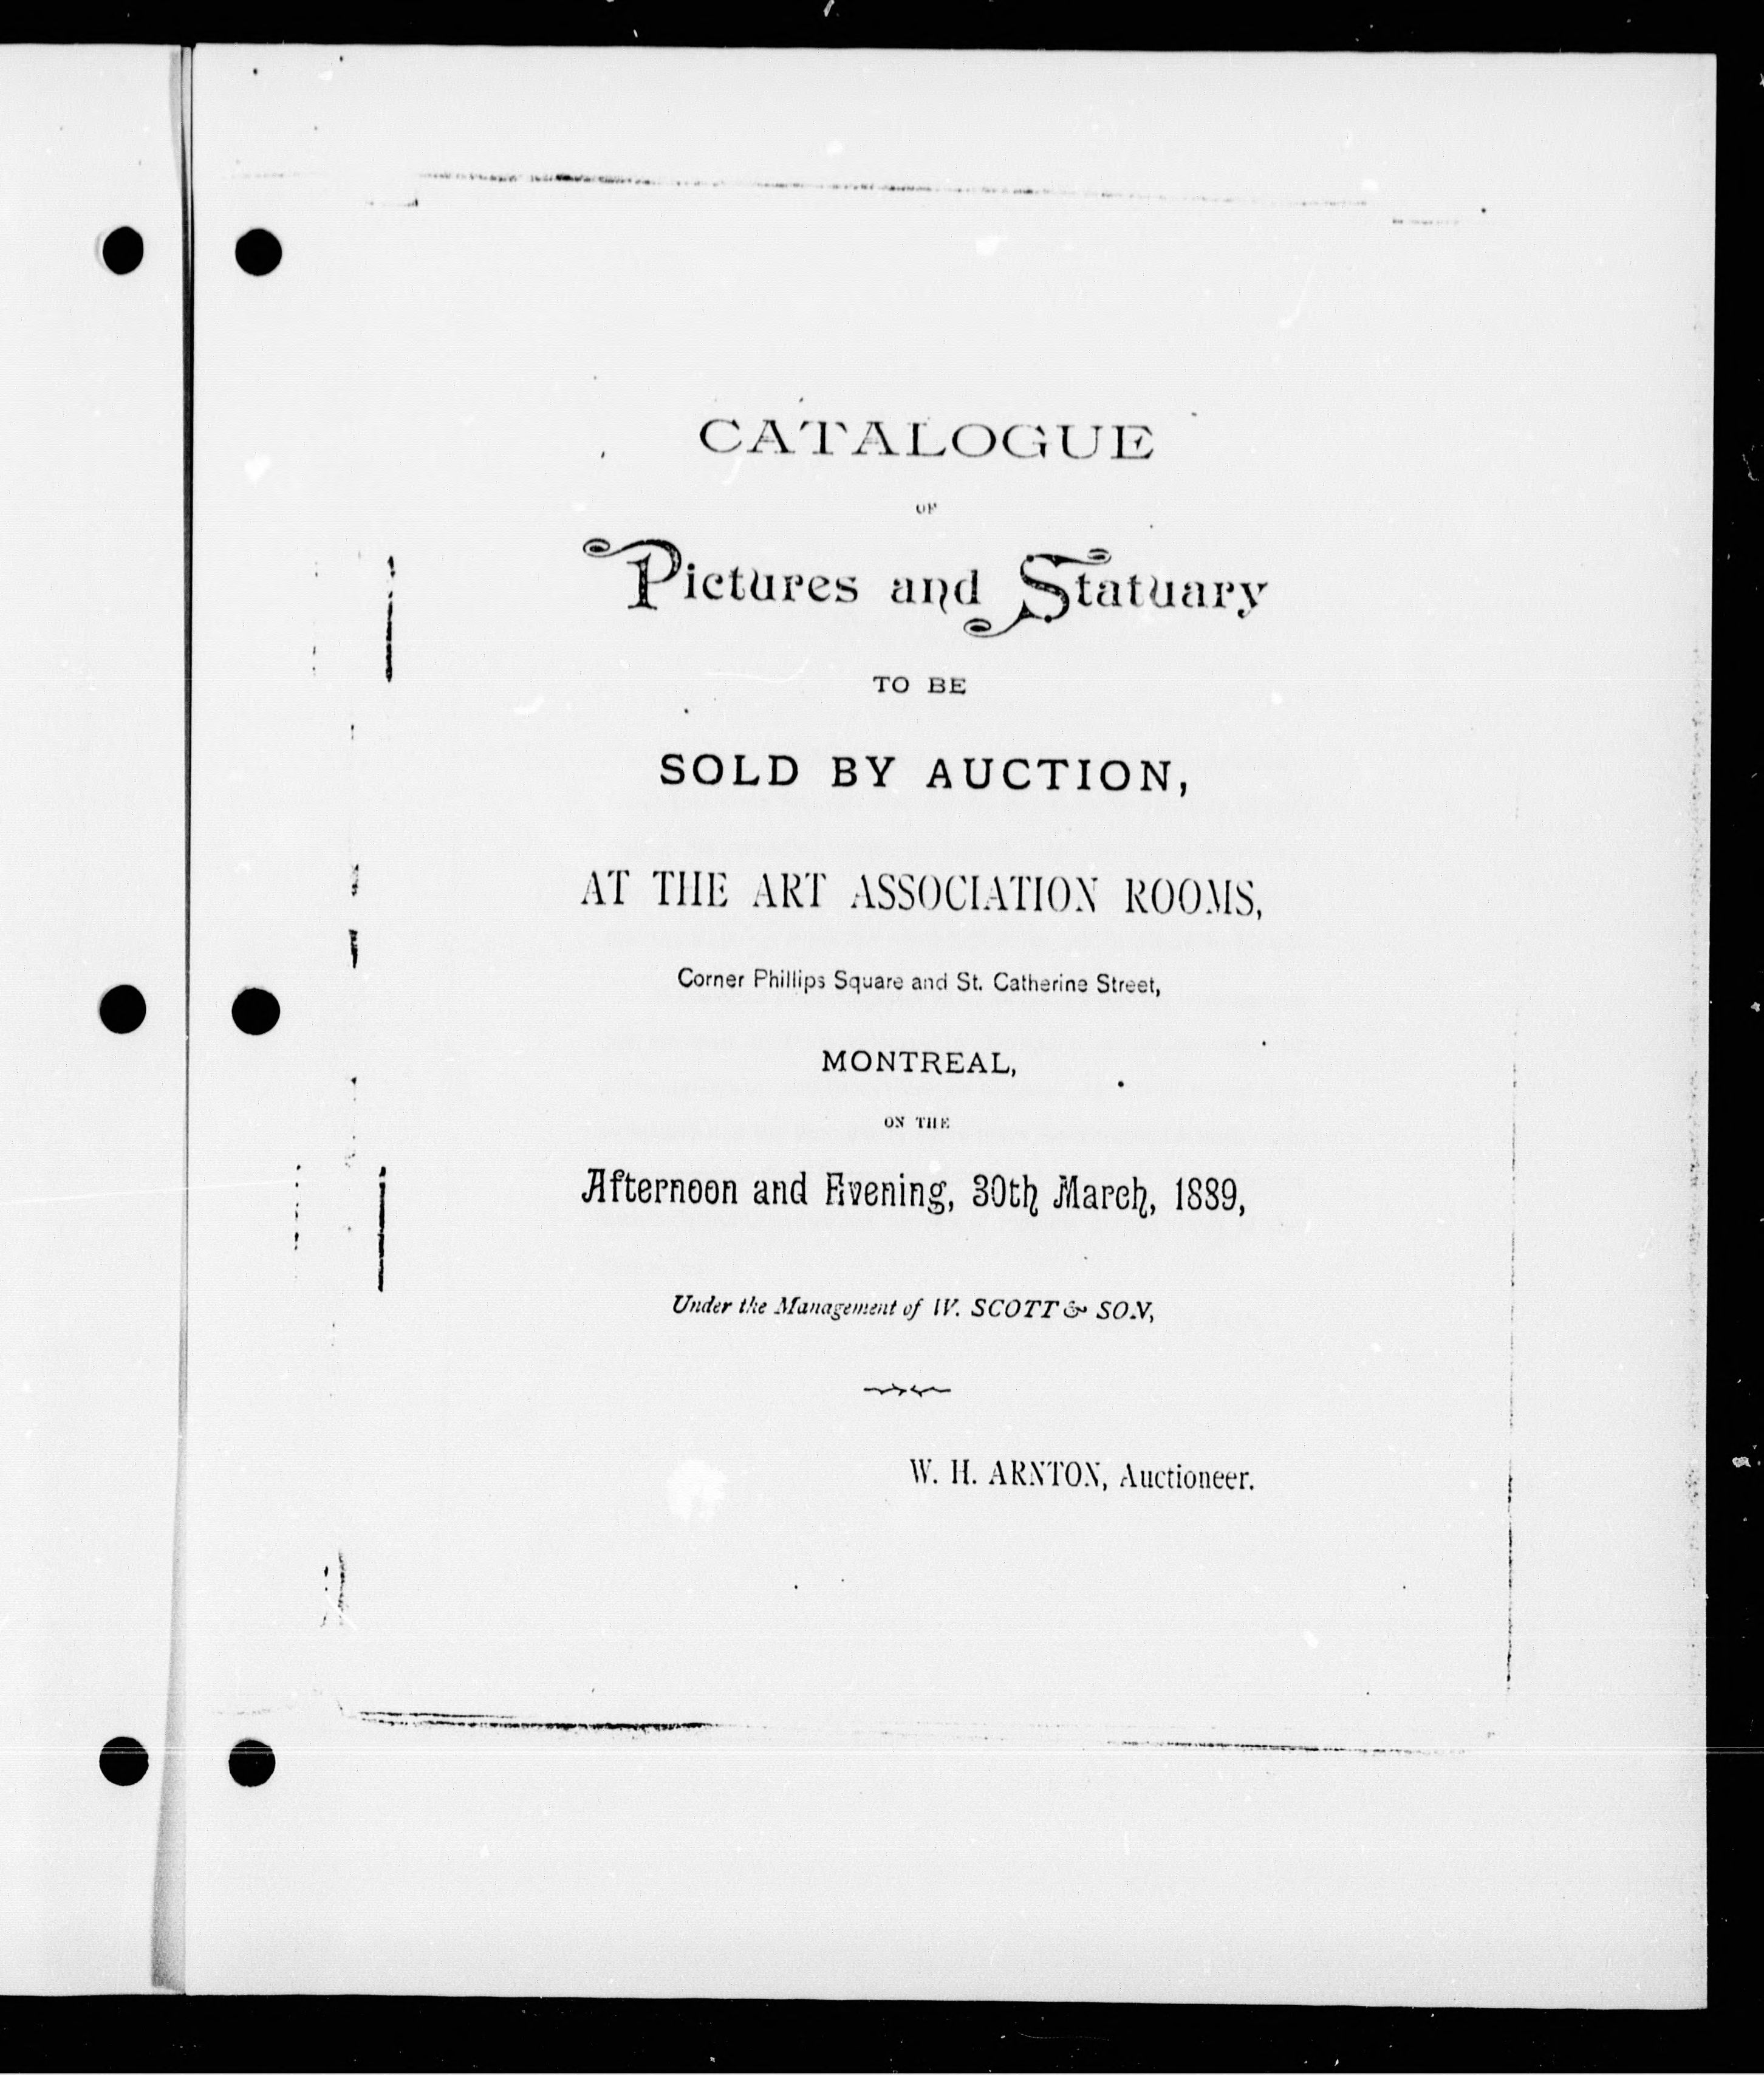 CATALOGUE
OF
Pictures and Statuary
TO BE
SOLD BY AUCTION,
AT THE ART ASSOCIATION ROOMS,
Corner Phillips Square and St. Catherine Street,
MONTREAL,
ON THE
Afternoon and Evening, 30th March, 1889,
Under the Management of W. SCOTT & SON,
W. H. ARNTON, Auctioneer.